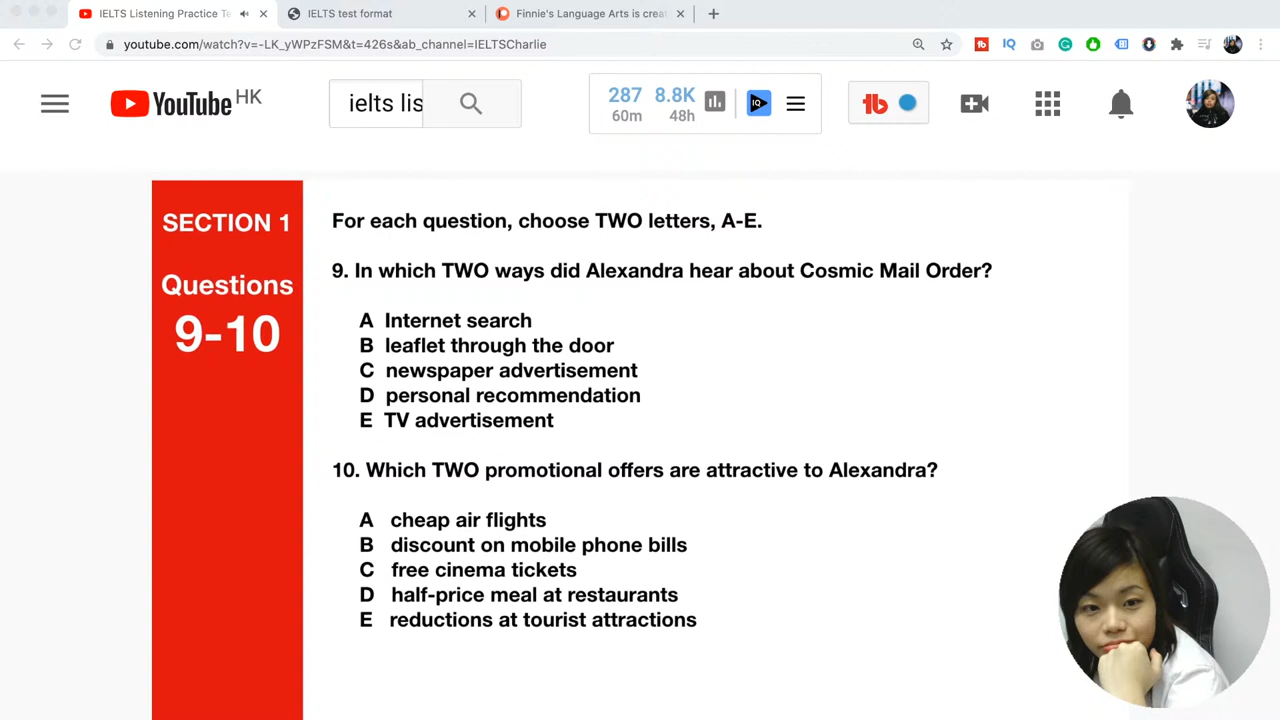 IELTS Listening Practice Te
IELTS test format
Finnie's Language Arts is creat
youtube.com/watch?v=-LK_yWPzFSM&t=426s&ab_channel=IELTSCharlie
YouTube HK
ielts lis
287 8.8K
60m 48h
IQ
SECTION 1
Questions
9-10
For each question, choose TWO letters, A-E.
9. In which TWO ways did Alexandra hear about Cosmic Mail Order?
A Internet search
B leaflet through the door
C newspaper advertisement
D personal recommendation
E TV advertisement
10. Which TWO promotional offers are attractive to Alexandra?
A cheap air flights
B discount on mobile phone bills
C free cinema tickets
D half-price meal at restaurants
E reductions at tourist attractions